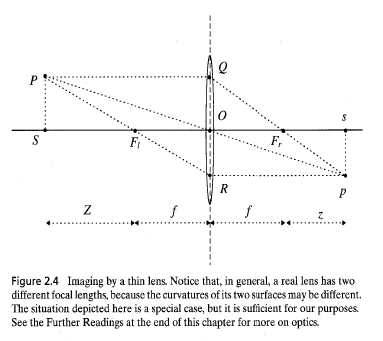 P Q
O s
S F_l F_r
R p
Z f f z
Figure 2.4 Imaging by a thin lens. Notice that, in general, a real lens has two
different focal lengths, because the curvatures of its two surfaces may be different.
The situation depicted here is a special case, but it is sufficient for our purposes.
See the Further Readings at the end of this chapter for more on optics.